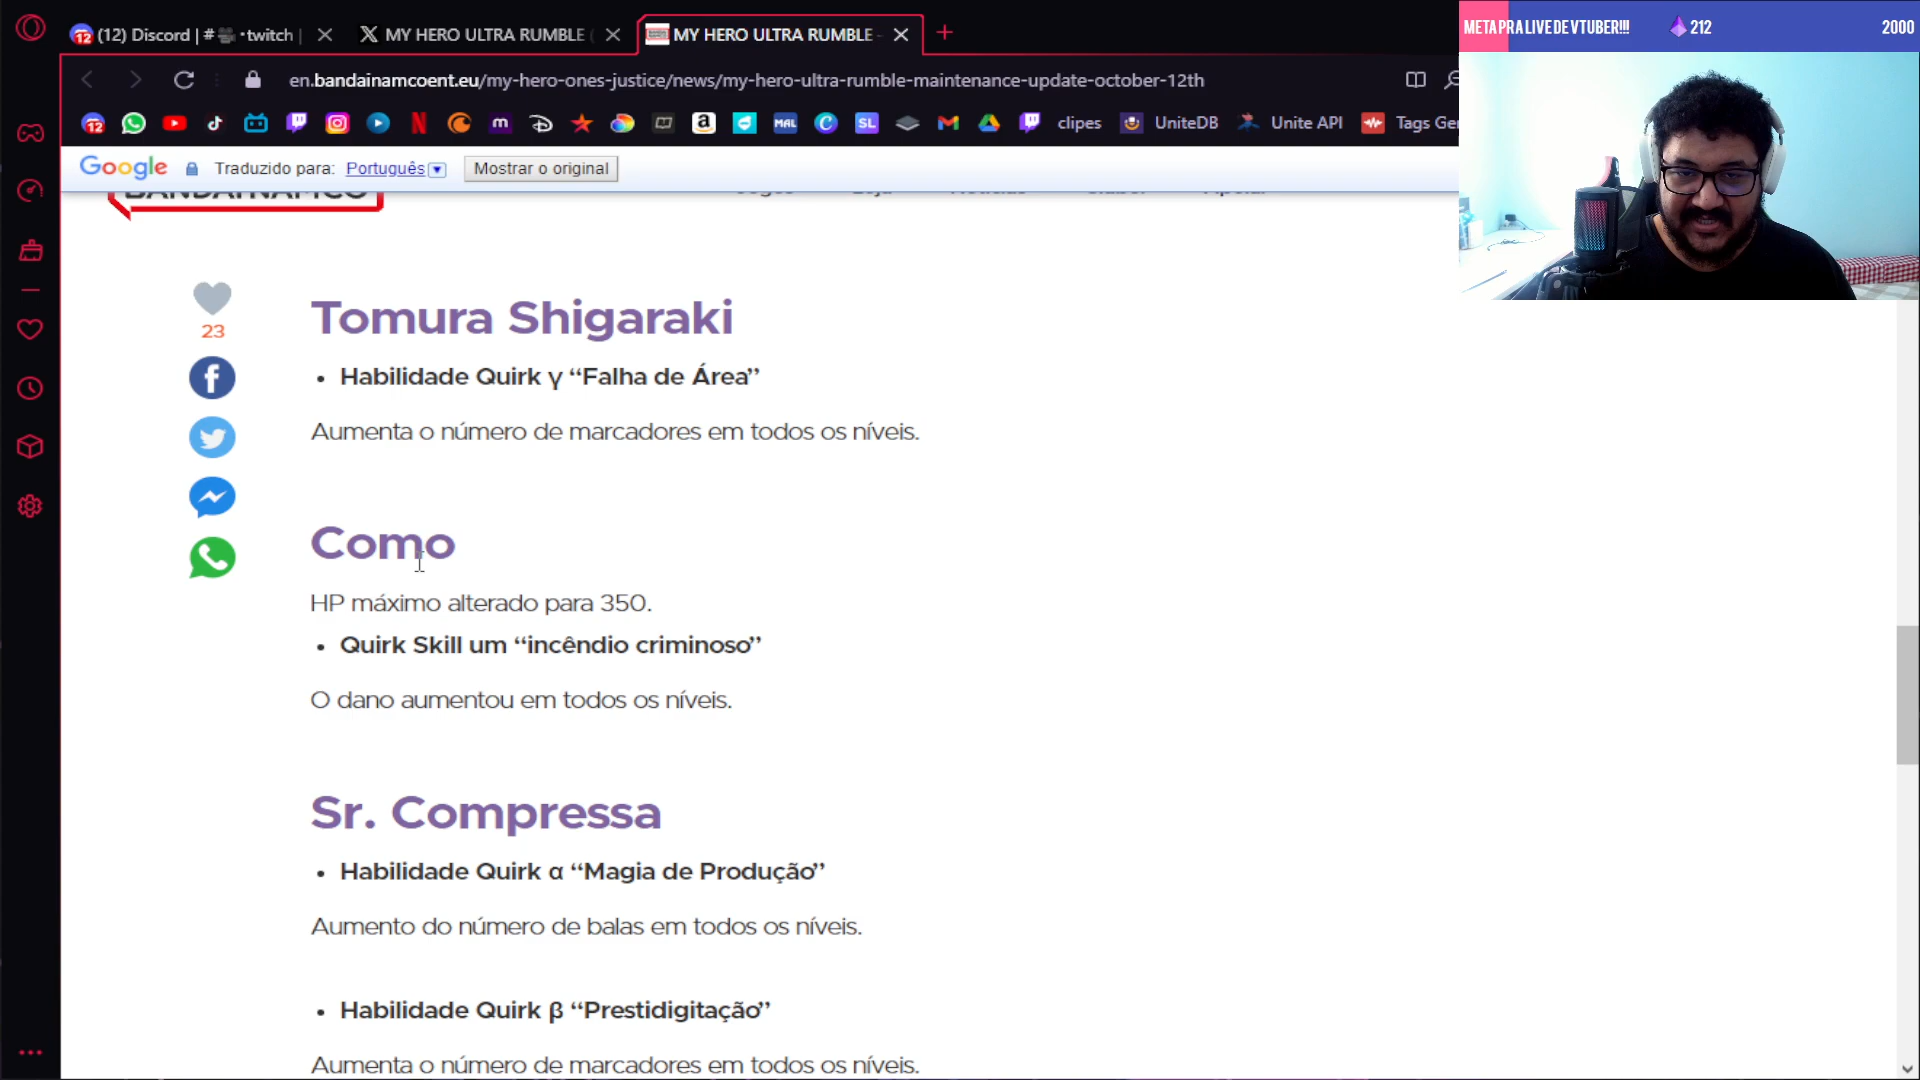 (12) Discord | # •twitch |
MY HERO ULTRA RUMBLE (
MY HERO ULTRA RUMBLE -
META PRA LIVE DE VTUBER!!!
212
2000
en.bandainamcoent.eu/my-hero-ones-justice/news/my-hero-ultra-rumble-maintenance-update-october-12th
12
clipes
UniteDB
Unite API
Tags Ge
Google
Traduzido para: Português
Mostrar o original
BANDAI NAMCO
Tomura Shigaraki
23
• Habilidade Quirk γ “Falha de Área”
Aumenta o número de marcadores em todos os níveis.
Como
HP máximo alterado para 350.
• Quirk Skill um “incêndio criminoso”
O dano aumentou em todos os níveis.
Sr. Compressa
• Habilidade Quirk α “Magia de Produção”
Aumento do número de balas em todos os níveis.
• Habilidade Quirk β “Prestidigitação”
Aumenta o número de marcadores em todos os níveis.